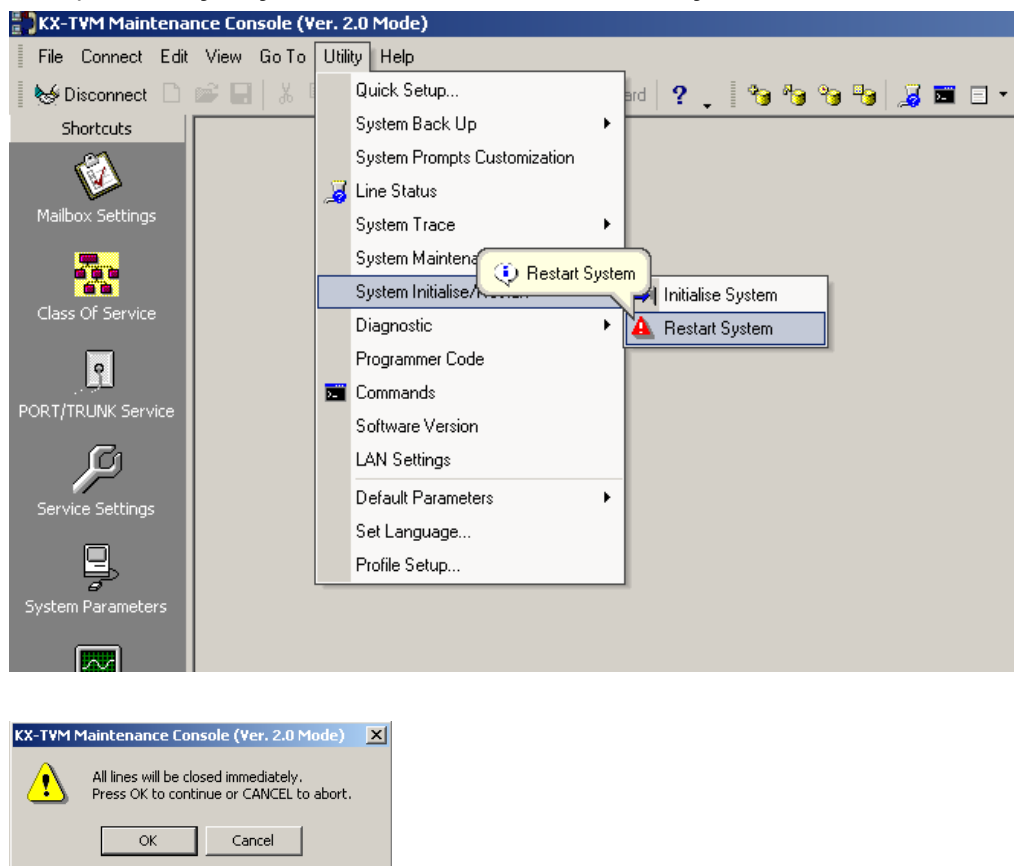 KX-TVM Maintenance Console (Ver. 2.0 Mode)
File Connect Edit View Go To Utility Help
Disconnect ard ?
Shortcuts
Mailbox Settings
Class Of Service
PORT/TRUNK Service
Service Settings
System Parameters
Quick Setup...
System Back Up
System Prompts Customization
Line Status
System Trace
System Maintena
System Initialise/
Diagnostic
Programmer Code
Commands
Software Version
LAN Settings
Default Parameters
Set Language...
Profile Setup...
Restart System
Initialise System
Restart System
KX-TVM Maintenance Console (Ver. 2.0 Mode)
All lines will be closed immediately.
Press OK to continue or CANCEL to abort.
OK Cancel